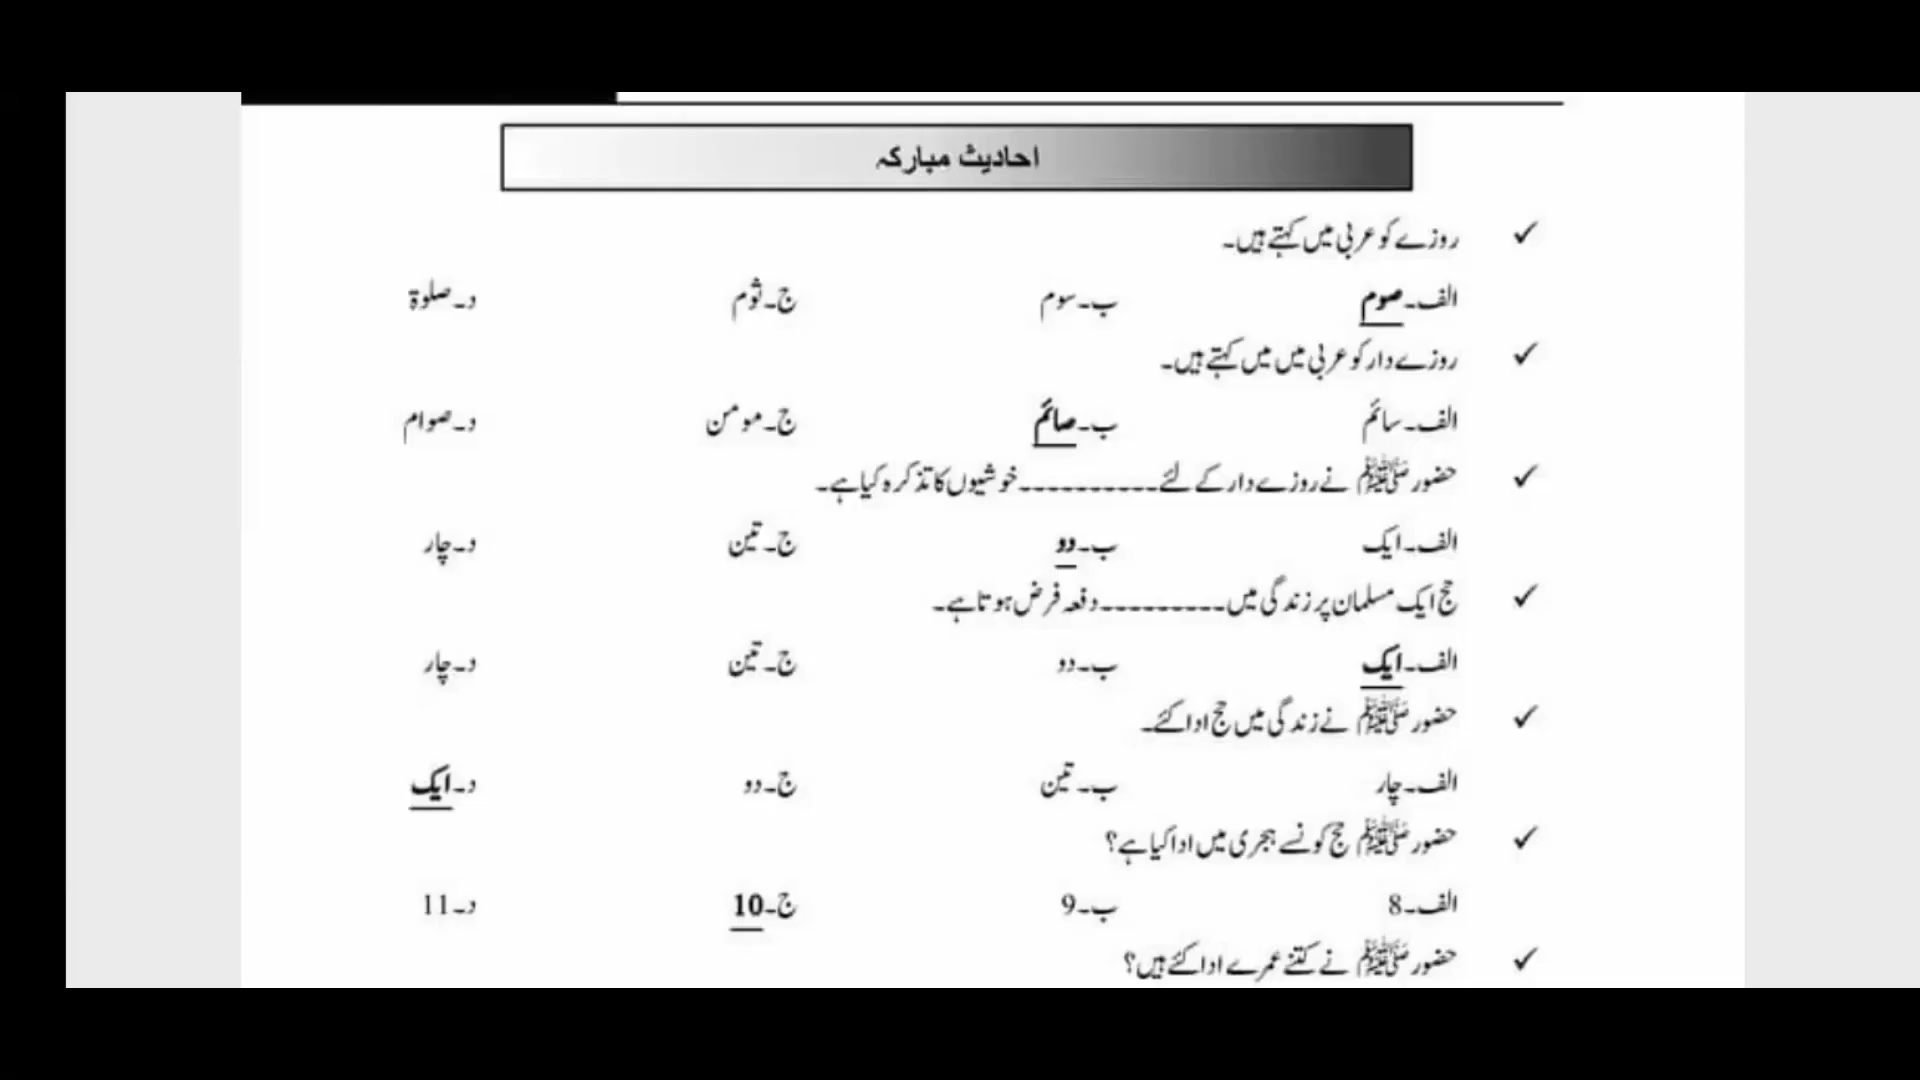 احادیث مبارکہ
✓ روزے کو عربی میں کہتے ہیں۔
الف۔صوم ب۔سوم ج۔ثوم د۔صلوۃ
✓ روزے دار کو عربی میں میں کہتے ہیں۔
الف۔سائم ب۔صائم ج۔مومن د۔صوام
✓ حضور ﷺ نے روزے دار کے لئے-----------خوشیوں کا تذکرہ کیا ہے۔
الف۔ایک ب۔دو ج۔تین د۔چار
✓ حج ایک مسلمان پر زندگی میں----------دفعہ فرض ہوتا ہے۔
الف۔ایک ب۔دو ج۔تین د۔چار
✓ حضور ﷺ نے زندگی میں حج ادا کئے۔
الف۔چار ب۔تین ج۔دو د۔ایک
✓ حضور ﷺ حج کونسے ہجری میں ادا کیا ہے؟
الف۔8 ب۔9 ج۔10 د۔11
✓ حضور ﷺ نے کتنے عمرے ادا کئے ہیں؟